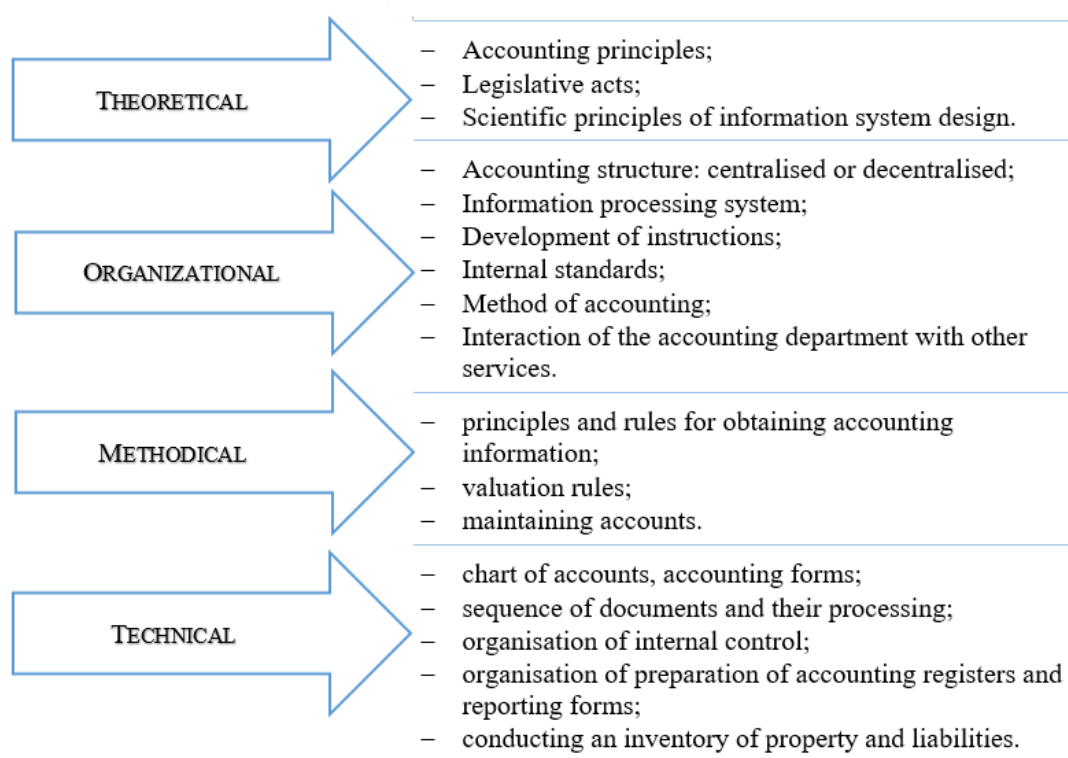 THEORETICAL
– Accounting principles;
– Legislative acts;
– Scientific principles of information system design.
ORGANIZATIONAL
– Accounting structure: centralised or decentralised;
– Information processing system;
– Development of instructions;
– Internal standards;
– Method of accounting;
– Interaction of the accounting department with other
services.
METHODICAL
– principles and rules for obtaining accounting
information;
– valuation rules;
– maintaining accounts.
TECHNICAL
– chart of accounts, accounting forms;
– sequence of documents and their processing;
– organisation of internal control;
– organisation of preparation of accounting registers and
reporting forms;
– conducting an inventory of property and liabilities.